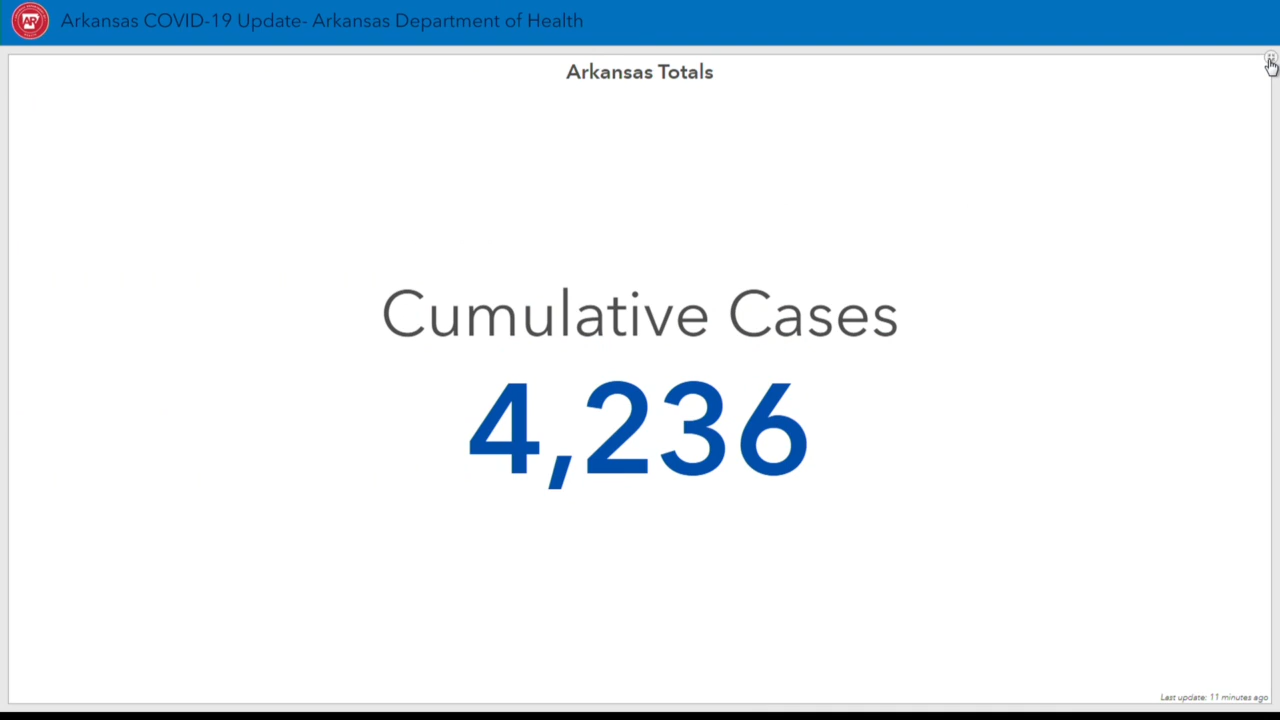 AR
Arkansas COVID-19 Update- Arkansas Department of Health
Arkansas Totals
Cumulative Cases
4,236
Last update: 11 minutes ago